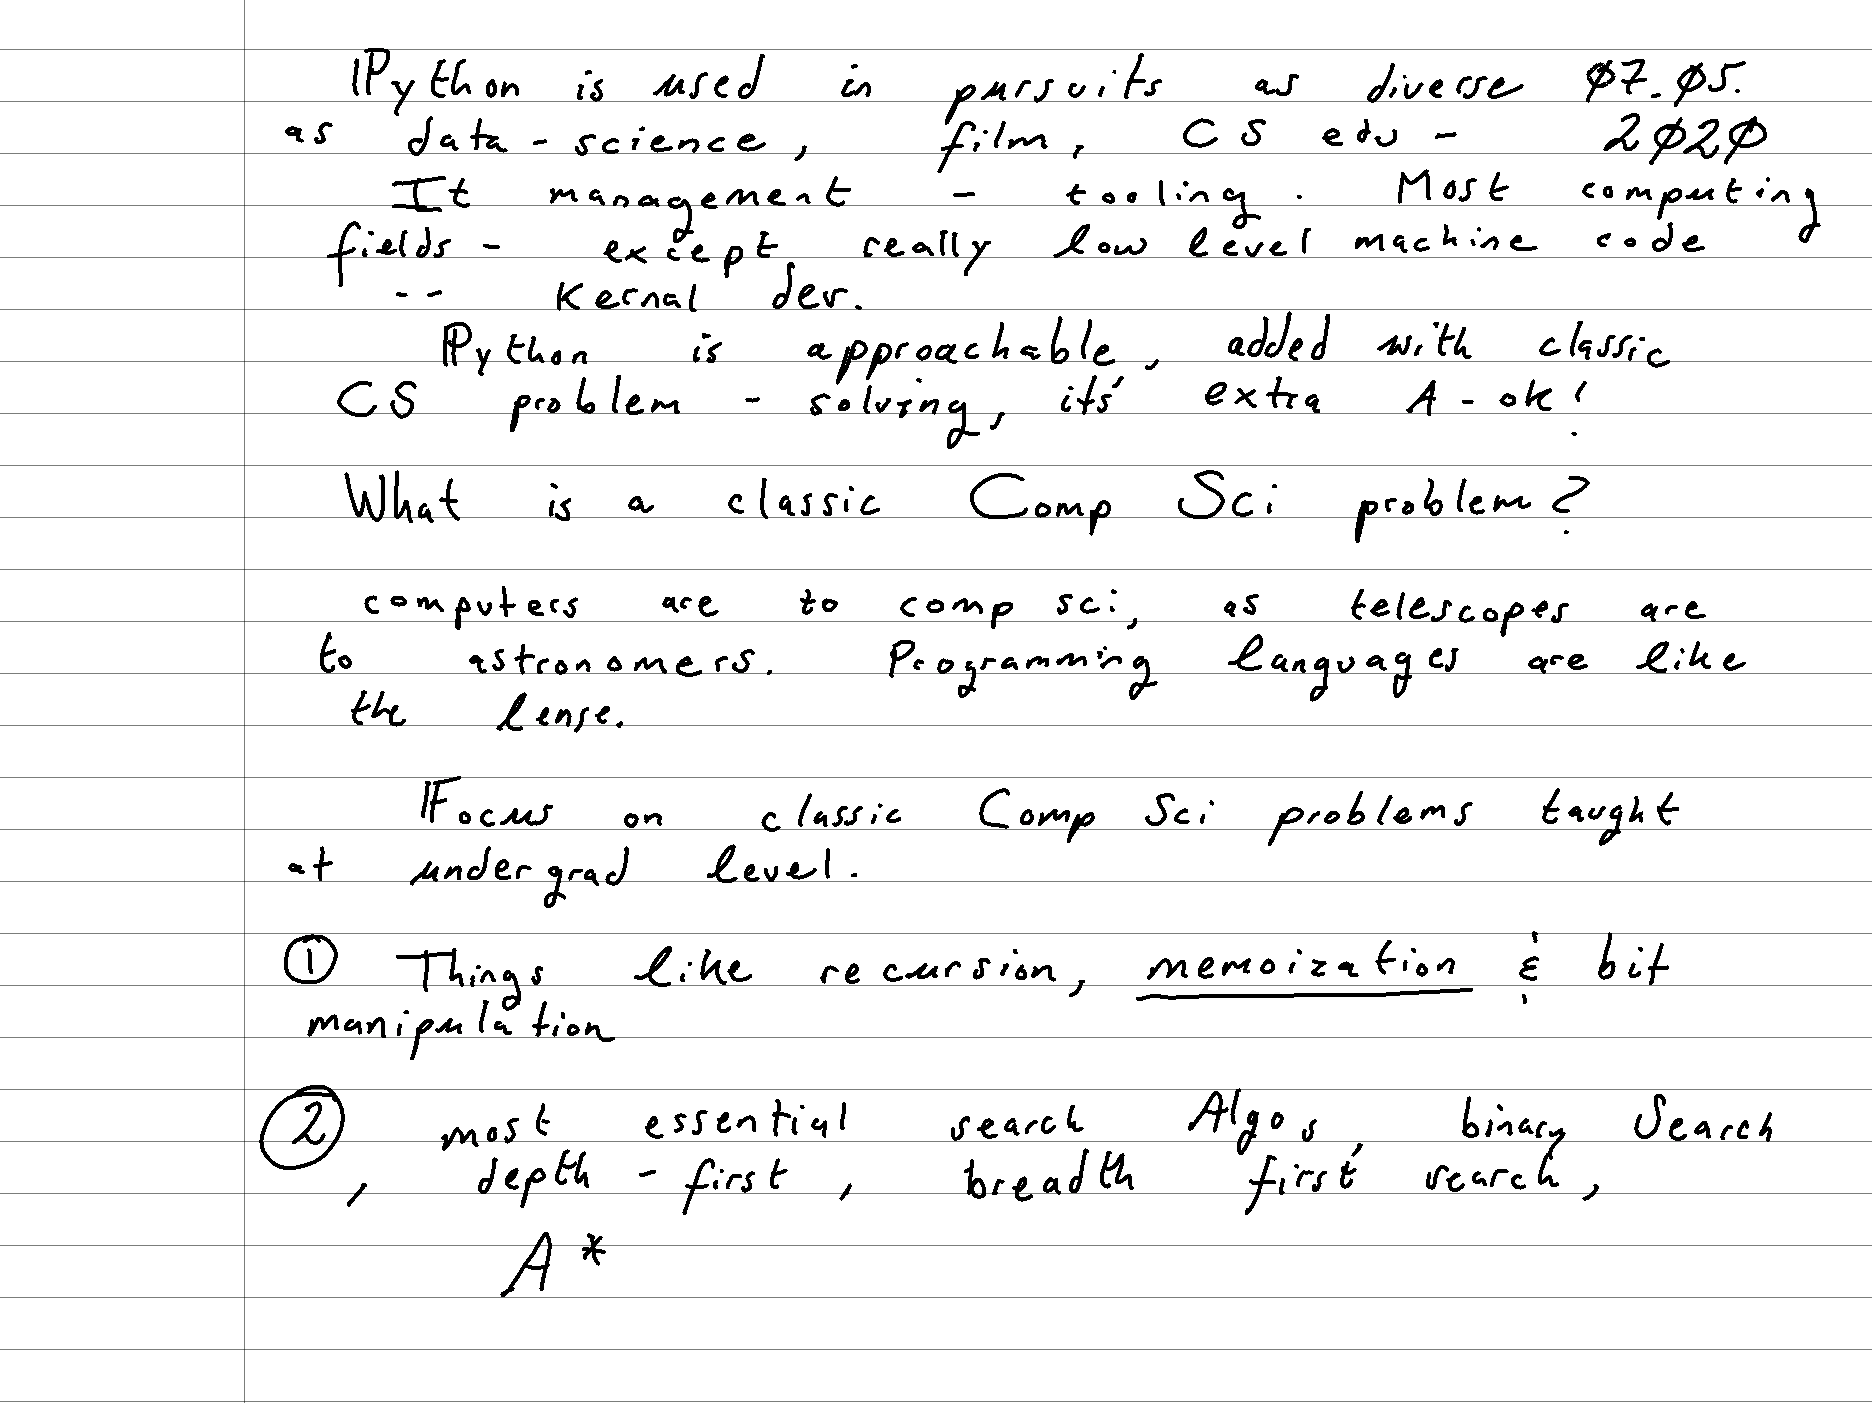 Python is used in pursuits as diverse 07.05.
as data-science, film, CS edu - 2020
It management - tooling. Most computing
fields - except really low level machine code
-- Kernal dev.
Python is approachable, added with classic
CS problem - solving, it's extra A-ok!
What is a classic Comp Sci problem?
computers are to comp sci, as telescopes are
to astronomers. Programming languages are like
the lense.
Focus on classic Comp Sci problems taught
at undergrad level.
① Things like recursion, memoization & bit
manipulation
② most essential search Algos, binary Search
, depth-first, breadth first search,
A*